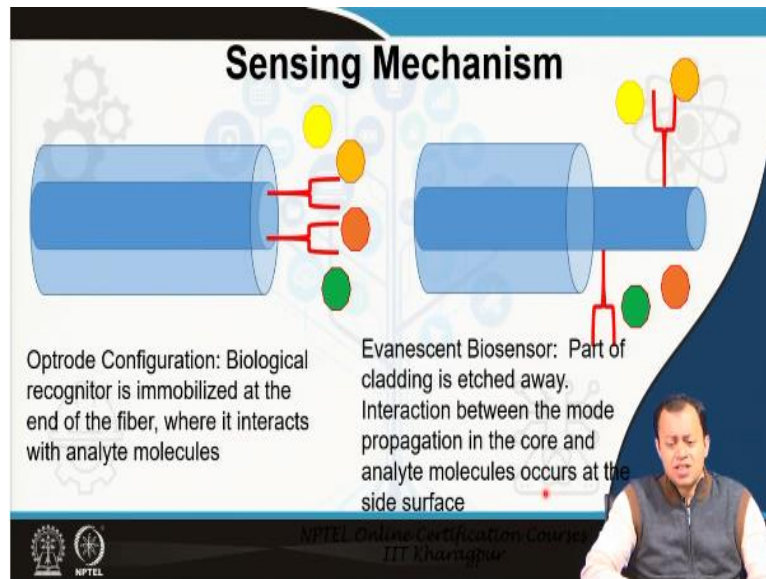 Sensing Mechanism
Optrode Configuration: Biological
recognitor is immobilized at the
end of the fiber, where it interacts
with analyte molecules
Evanescent Biosensor: Part of
cladding is etched away.
Interaction between the mode
propagation in the core and
analyte molecules occurs at the
side surface
NPTEL Online Certification Courses
IIT Kharagpur
NPTEL